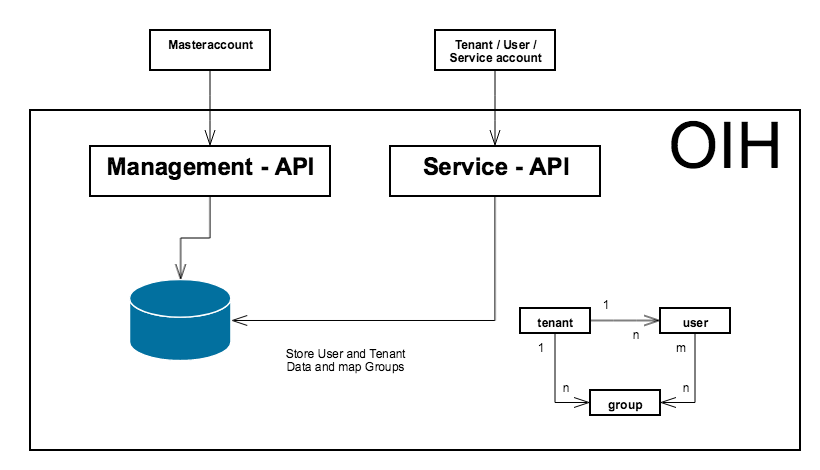 Masteraccount
Tenant / User /
Service account
OIH
Management - API
Service - API
Store User and Tenant
Data and map Groups
tenant
1
n
user
1
m
n
n
group